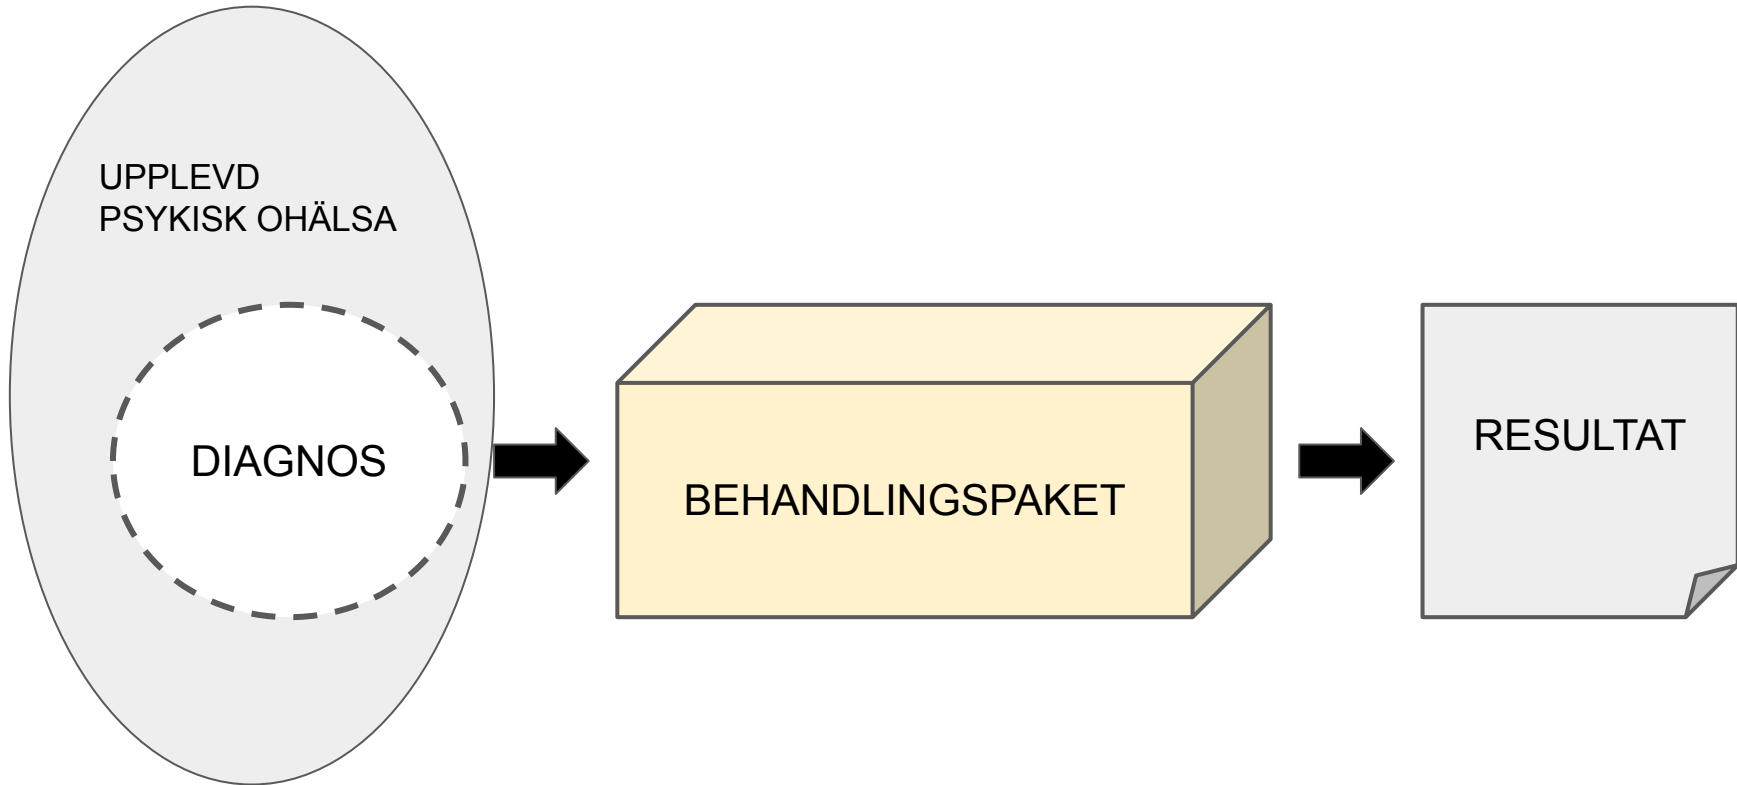 UPPLEVD
PSYKISK OHÄLSA
DIAGNOS
BEHANDLINGSPAKET
RESULTAT